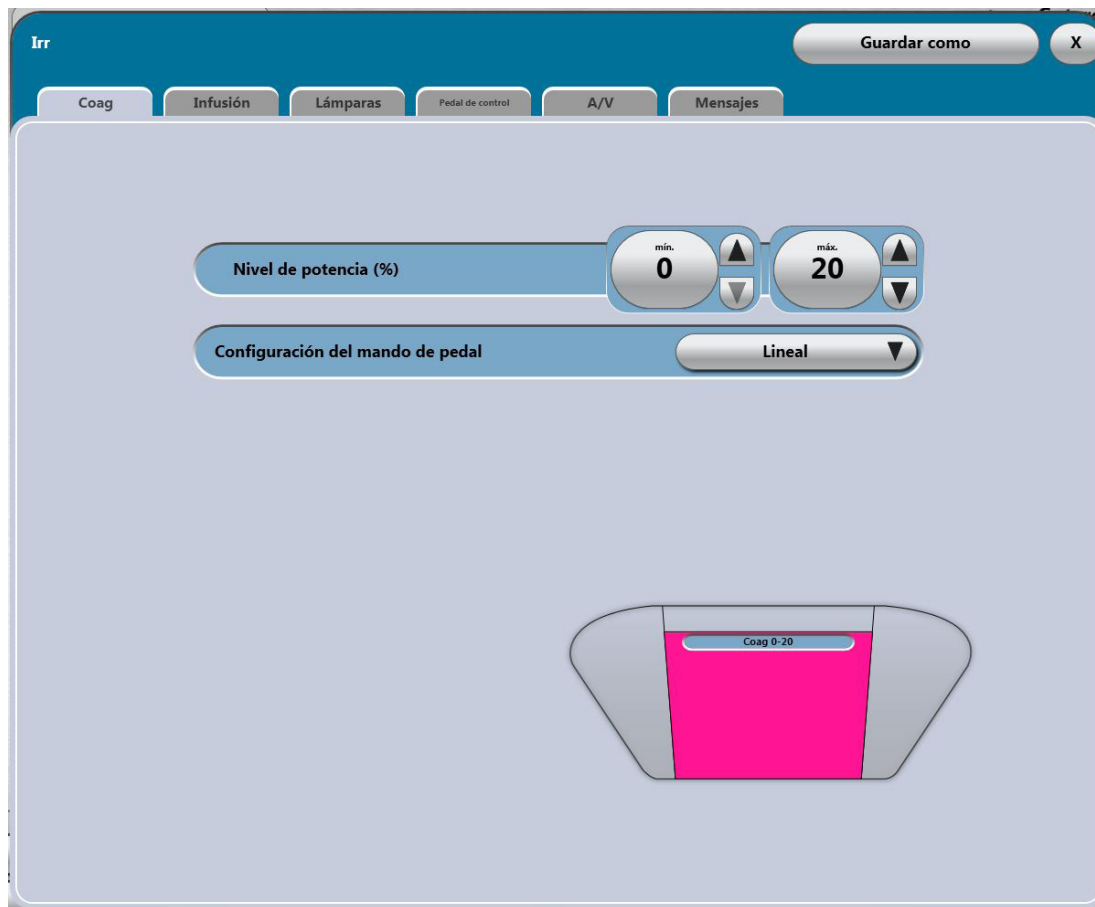 Irr
Guardar como
X
Coag
Infusión
Lámparas
Pedal de control
A/V
Mensajes
Nivel de potencia (%)
mín.
0
máx.
20
Configuración del mando de pedal
Lineal
Coag 0-20